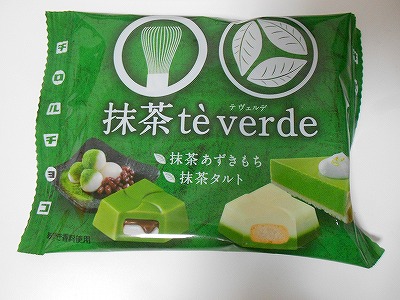 チロルチョコ
テヴェルデ
抹茶 tè verde
抹茶あずきもち
抹茶タルト